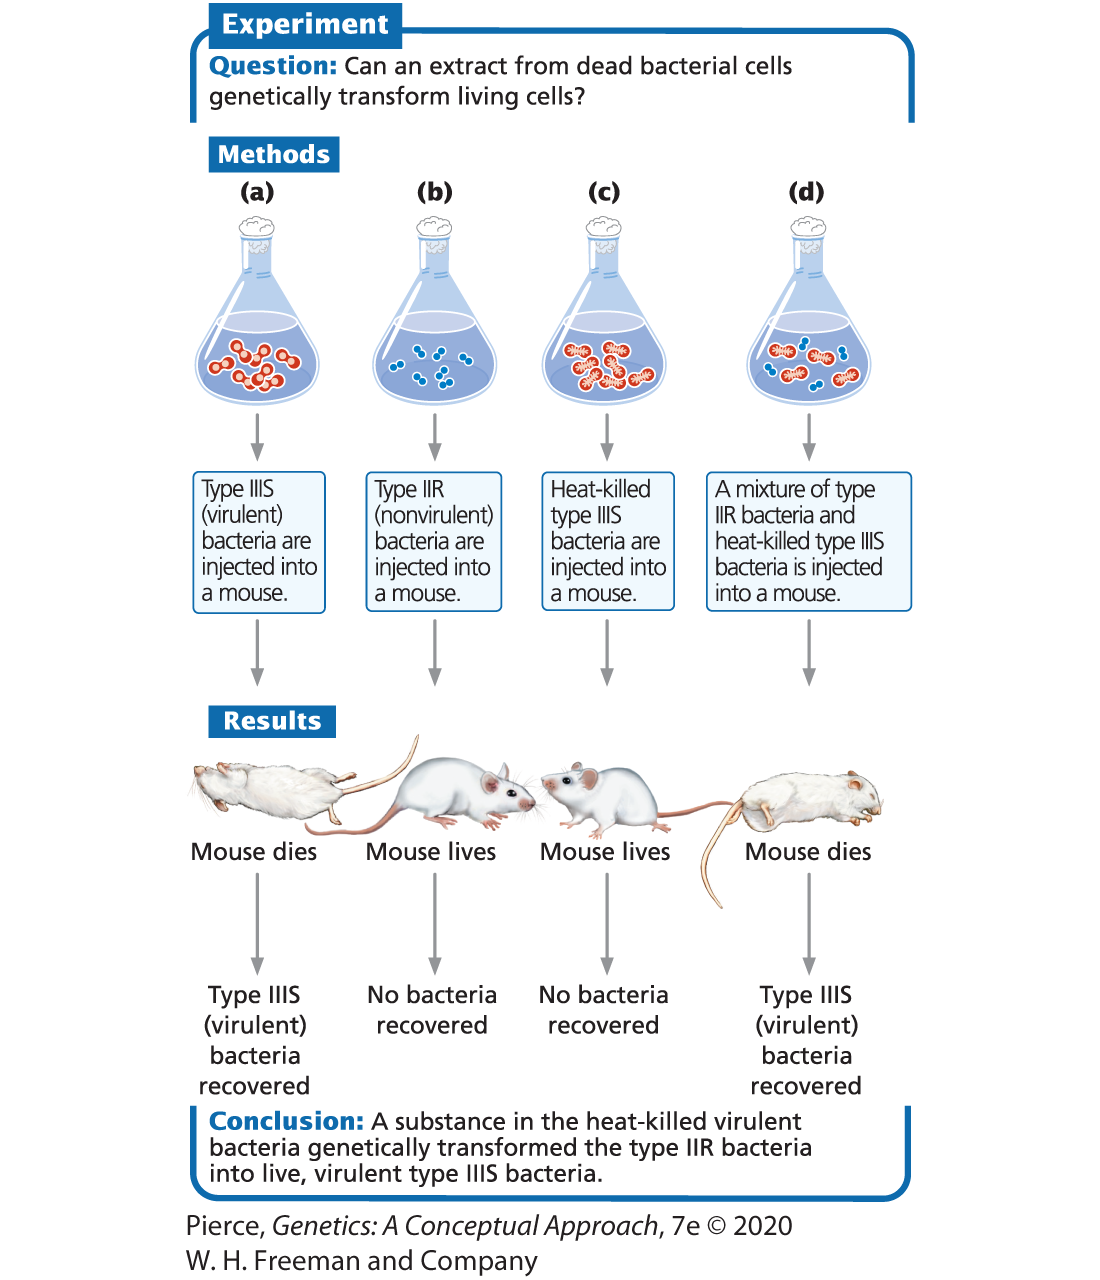 Experiment
Question: Can an extract from dead bacterial cells
genetically transform living cells?
Methods
(a)
(b)
(c)
(d)
Type IIIS
(virulent)
bacteria are
injected into
a mouse.
Type IIR
(nonvirulent)
bacteria are
injected into
a mouse.
Heat-killed
type IIIS
bacteria are
injected into
a mouse.
A mixture of type
IIR bacteria and
heat-killed type IIIS
bacteria is injected
into a mouse.
Results
Mouse dies
Mouse lives
Mouse lives
Mouse dies
Type IIIS
(virulent)
bacteria
recovered
No bacteria
recovered
No bacteria
recovered
Type IIIS
(virulent)
bacteria
recovered
Conclusion: A substance in the heat-killed virulent
bacteria genetically transformed the type IIR bacteria
into live, virulent type IIIS bacteria.
Pierce, Genetics: A Conceptual Approach, 7e © 2020
W. H. Freeman and Company